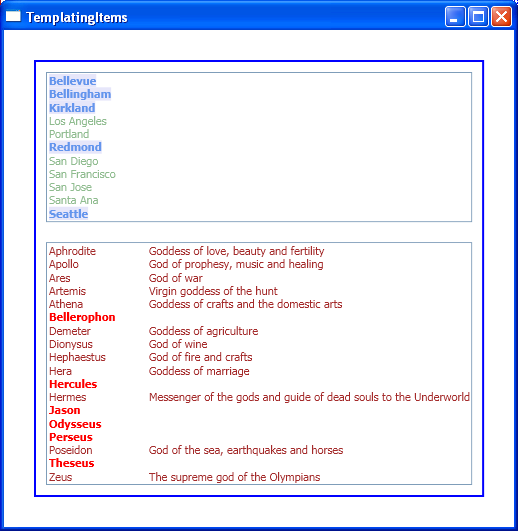 TemplatingItems
Bellevue
Bellingham
Kirkland
Los Angeles
Portland
Redmond
San Diego
San Francisco
San Jose
Santa Ana
Seattle
Aphrodite Goddess of love, beauty and fertility
Apollo God of prophesy, music and healing
Ares God of war
Artemis Virgin goddess of the hunt
Athena Goddess of crafts and the domestic arts
Bellerophon
Demeter Goddess of agriculture
Dionysus God of wine
Hephaestus God of fire and crafts
Hera Goddess of marriage
Hercules
Hermes Messenger of the gods and guide of dead souls to the Underworld
Jason
Odysseus
Perseus
Poseidon God of the sea, earthquakes and horses
Theseus
Zeus The supreme god of the Olympians